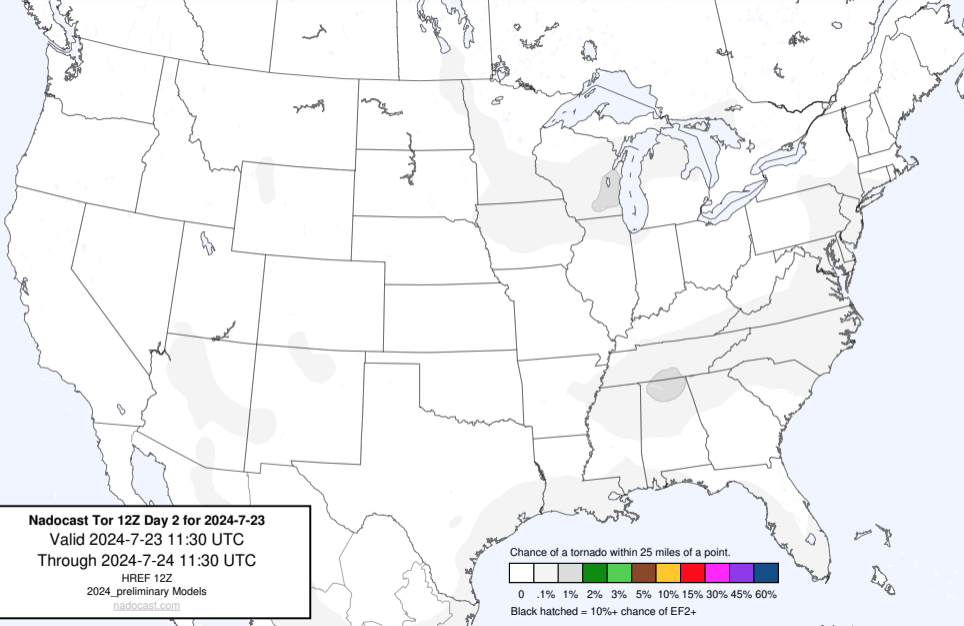 Nadocast Tor 12Z Day 2 for 2024-7-23
Valid 2024-7-23 11:30 UTC
Through 2024-7-24 11:30 UTC
HREF 12Z
2024_preliminary Models
nadocast.com
Chance of a tornado within 25 miles of a point.
0 .1% 1% 2% 3% 5% 10% 15% 30% 45% 60%
Black hatched = 10%+ chance of EF2+